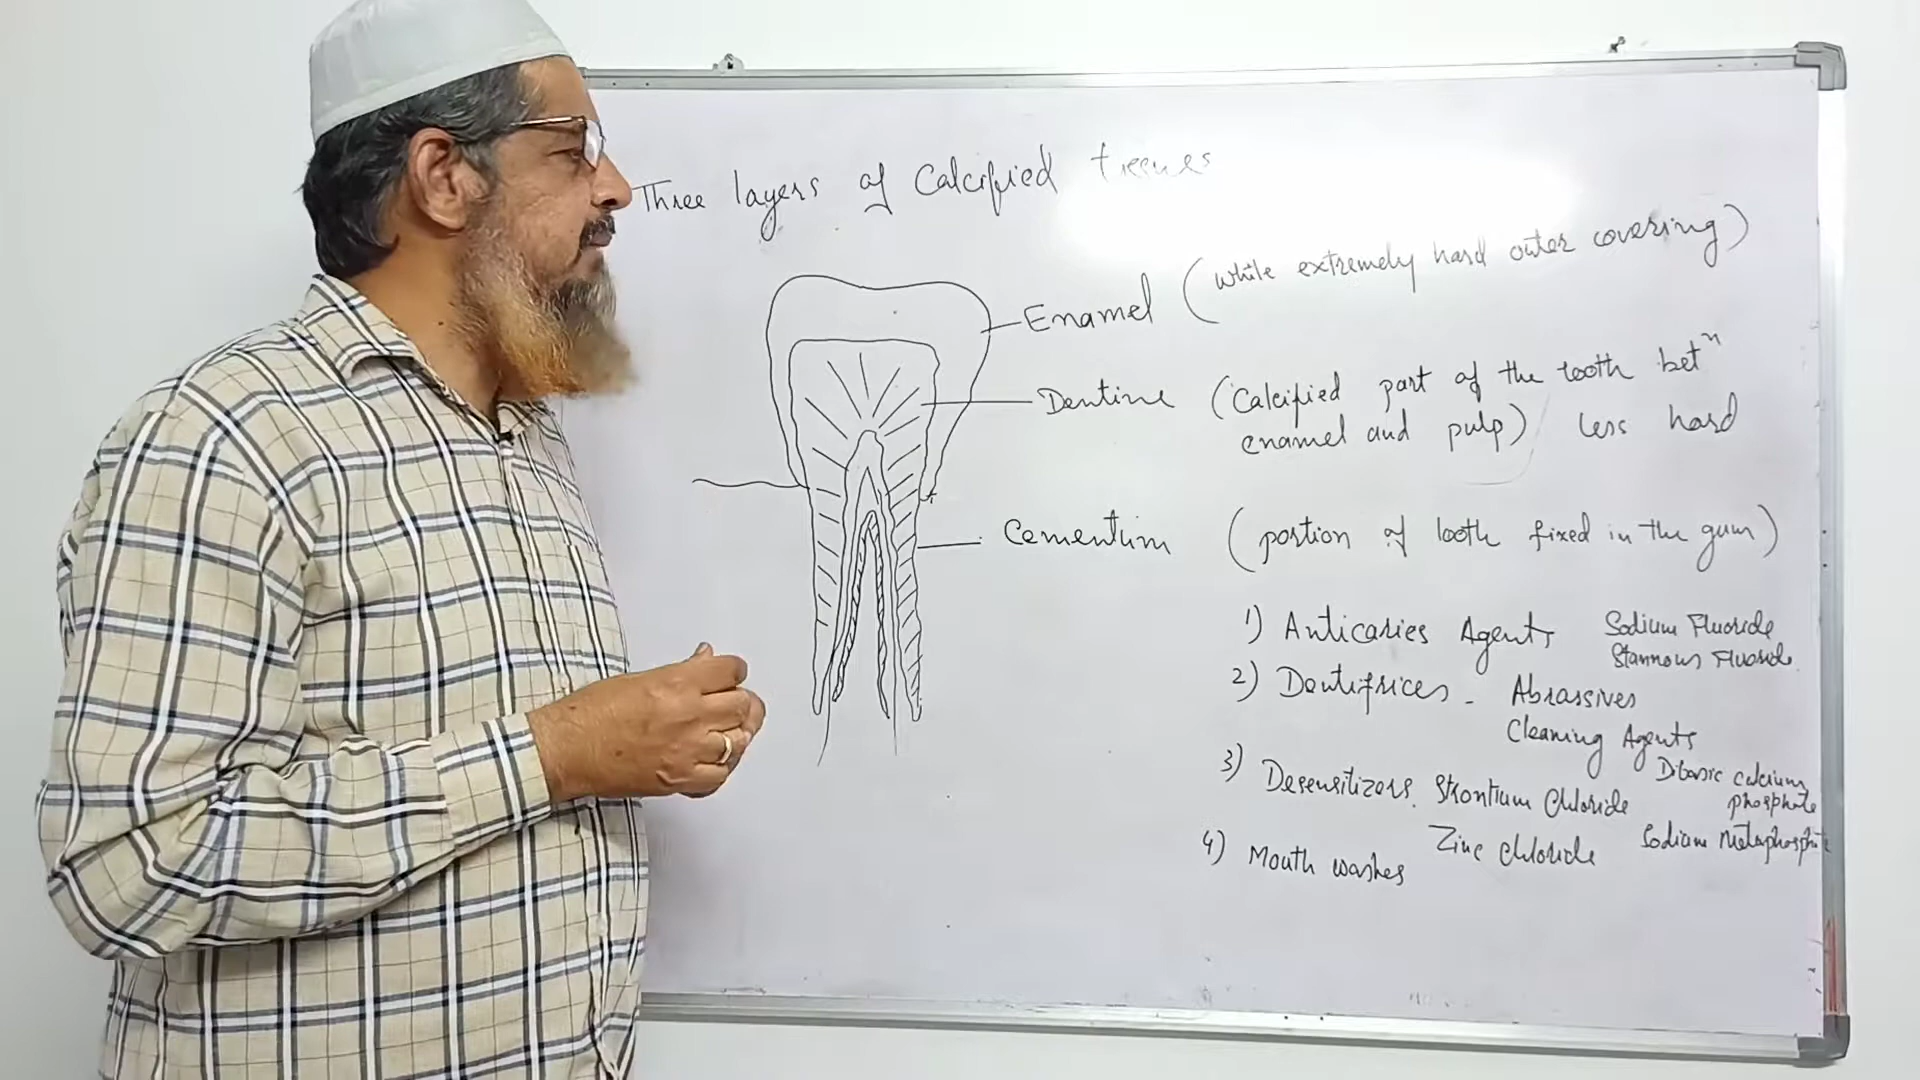 Three layers of Calcified tissues
Enamel (white extremely hard outer covering)
Dentine (Calcified part of the tooth betⁿ
enamel and pulp) less hard
Cementum (portion of tooth fixed in the gum)
1) Anticaries Agents Sodium Fluoride
Stannous Fluoride
2) Dentifrices - Abrassives
Cleaning Agents
Dibasic calcium
phosphate
3) Desensitizers. Strontium Chloride
Zinc chloride Sodium Metaphosphate
4) Mouth washes